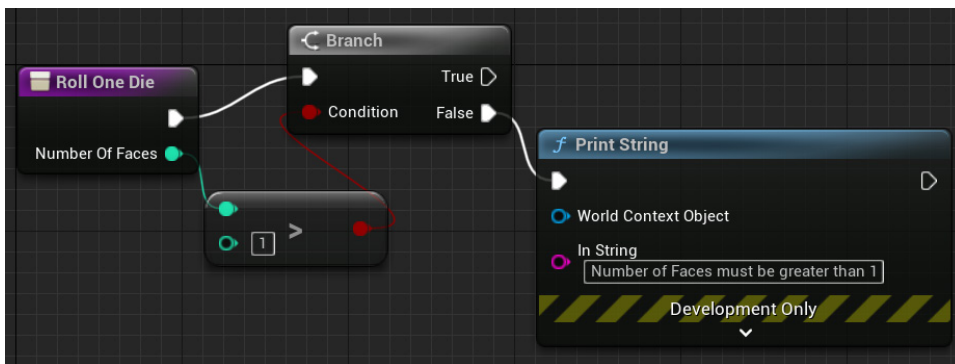 Roll One Die
Number Of Faces
Branch
True
Condition
False
1
>
Print String
World Context Object
In String
Number of Faces must be greater than 1
Development Only